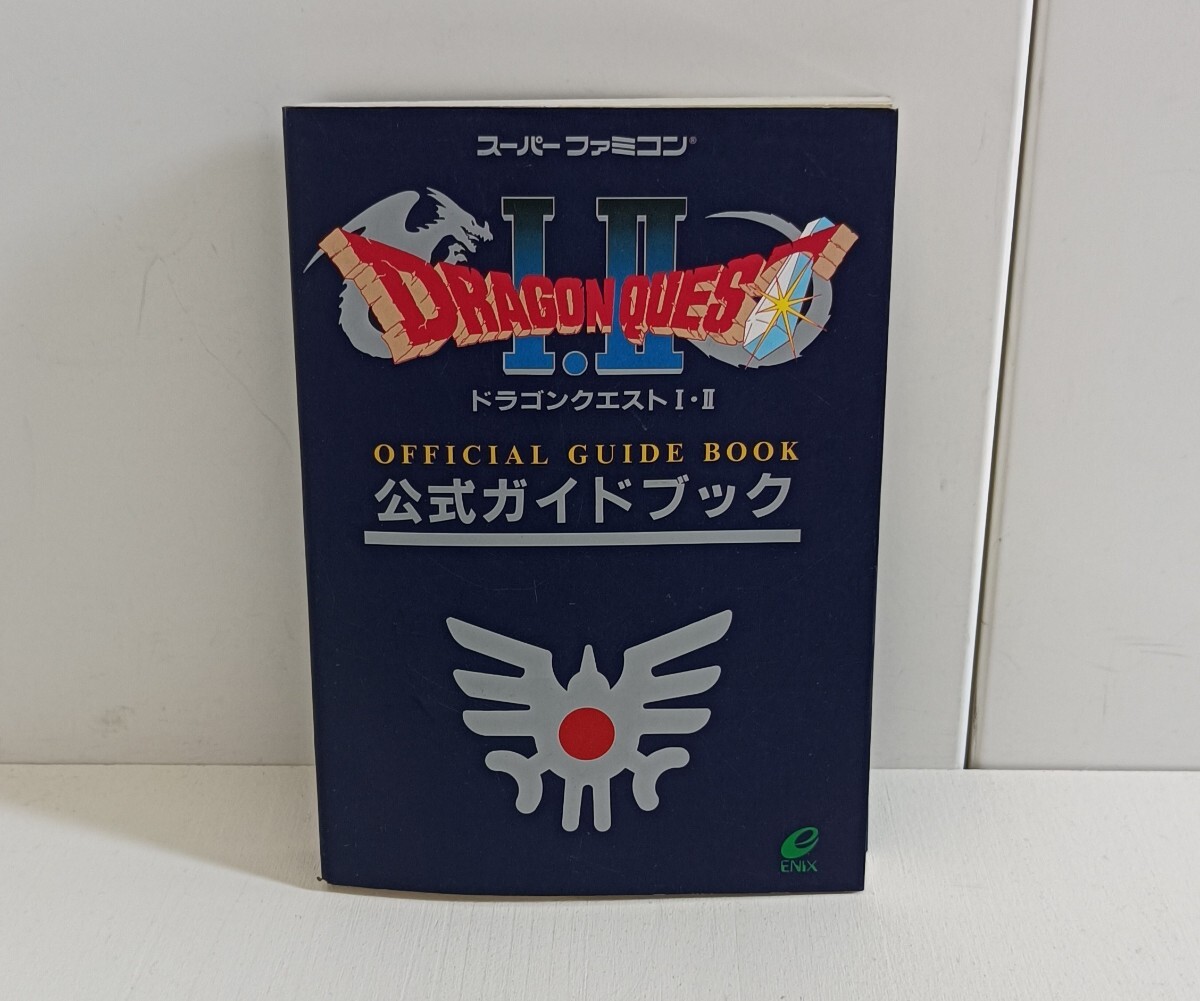 スーパーファミコン®
I・II
DRAGON QUEST
ドラゴンクエストI・II
OFFICIAL GUIDE BOOK
公式ガイドブック
ENIX